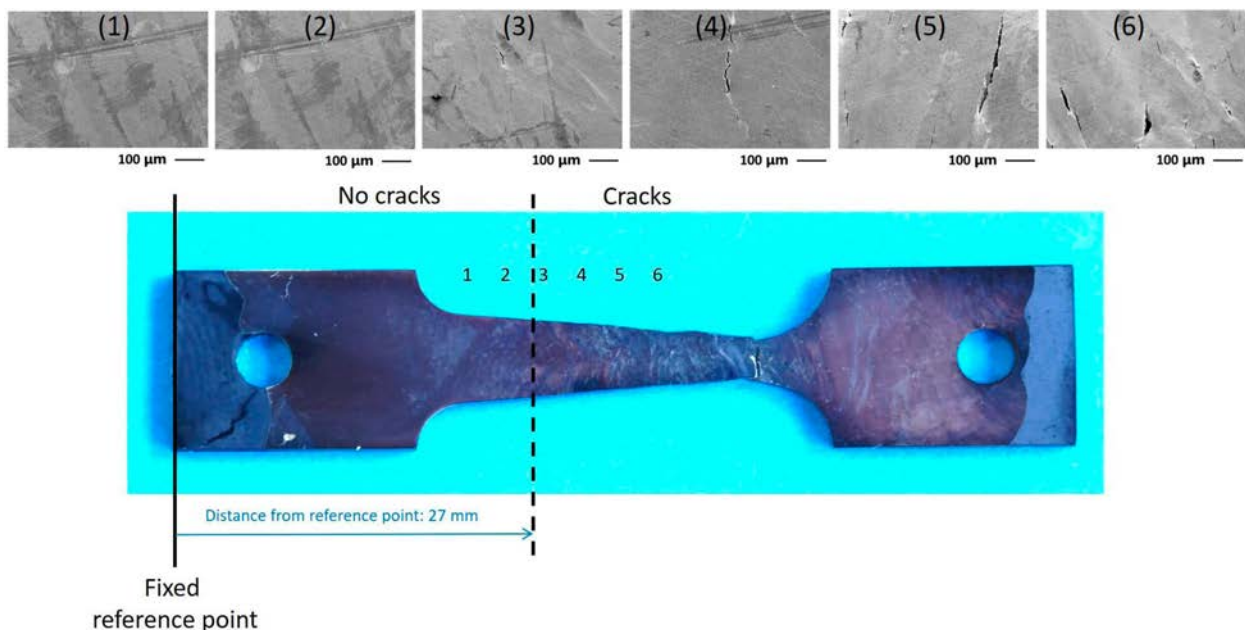 (1) (2) (3) (4) (5) (6)
100 µm 100 µm 100 µm 100 µm 100 µm 100 µm
No cracks Cracks
1 2 3 4 5 6
Distance from reference point: 27 mm
Fixed
reference point